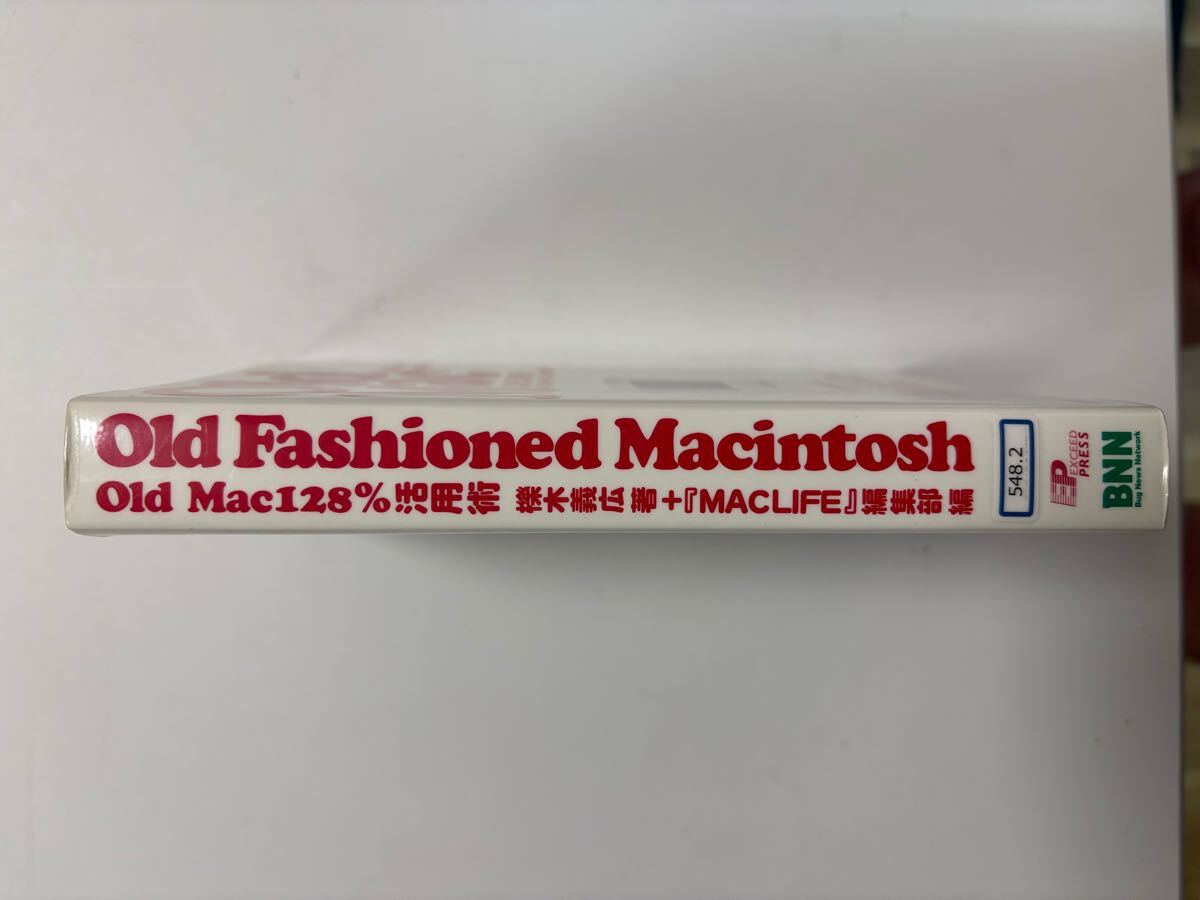 Old Fashioned Macintosh
Old Mac128%活用術 櫟木義広 著+『MACLIFE』編集部 編
548.2
EP
EXCEED
PRESS
BNN
Bug News Network